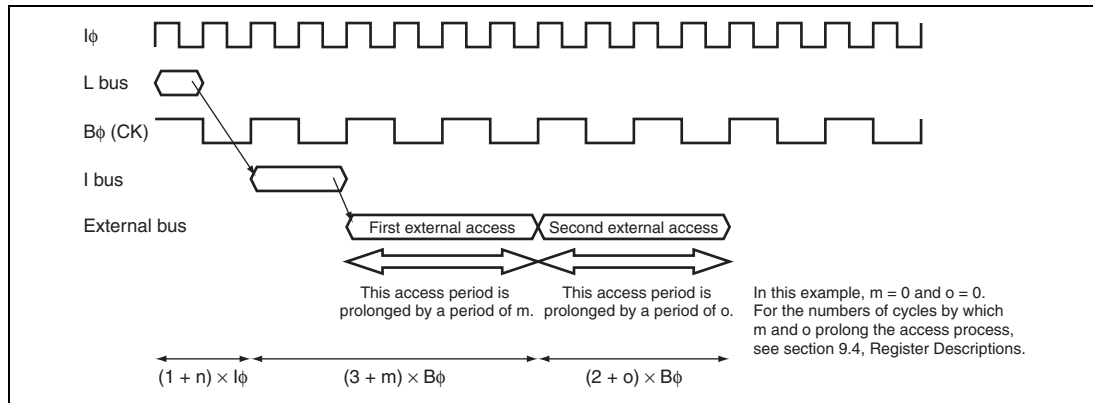 Iφ
L bus
Bφ (CK)
I bus
External bus
First external access
Second external access
This access period is
prolonged by a period of m.
This access period is
prolonged by a period of o.
In this example, m = 0 and o = 0.
For the numbers of cycles by which
m and o prolong the access process,
see section 9.4, Register Descriptions.
(1 + n) × Iφ
(3 + m) × Bφ
(2 + o) × Bφ